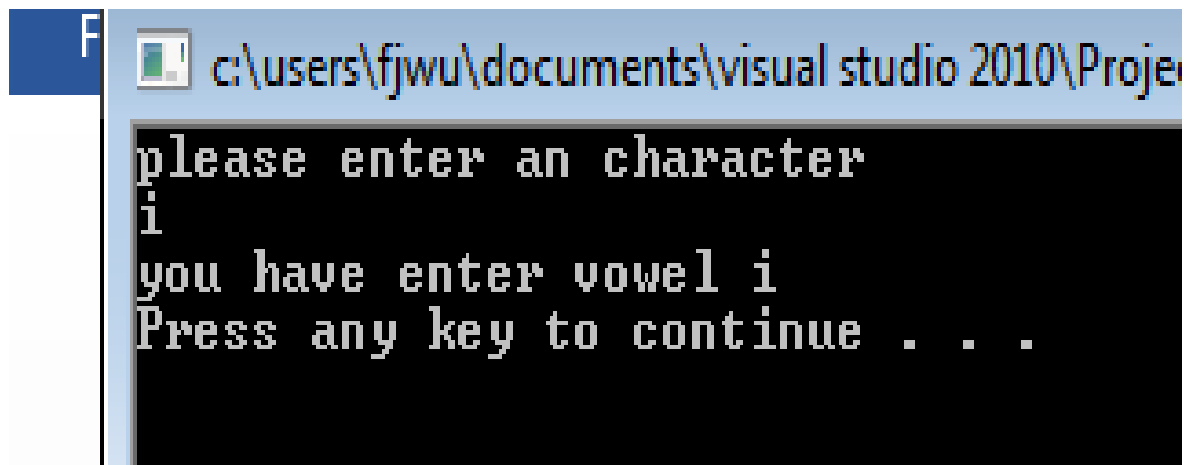 F
c:\users\fjwu\documents\visual studio 2010\Proje
please enter an character
i
you have enter vowel i
Press any key to continue . . .